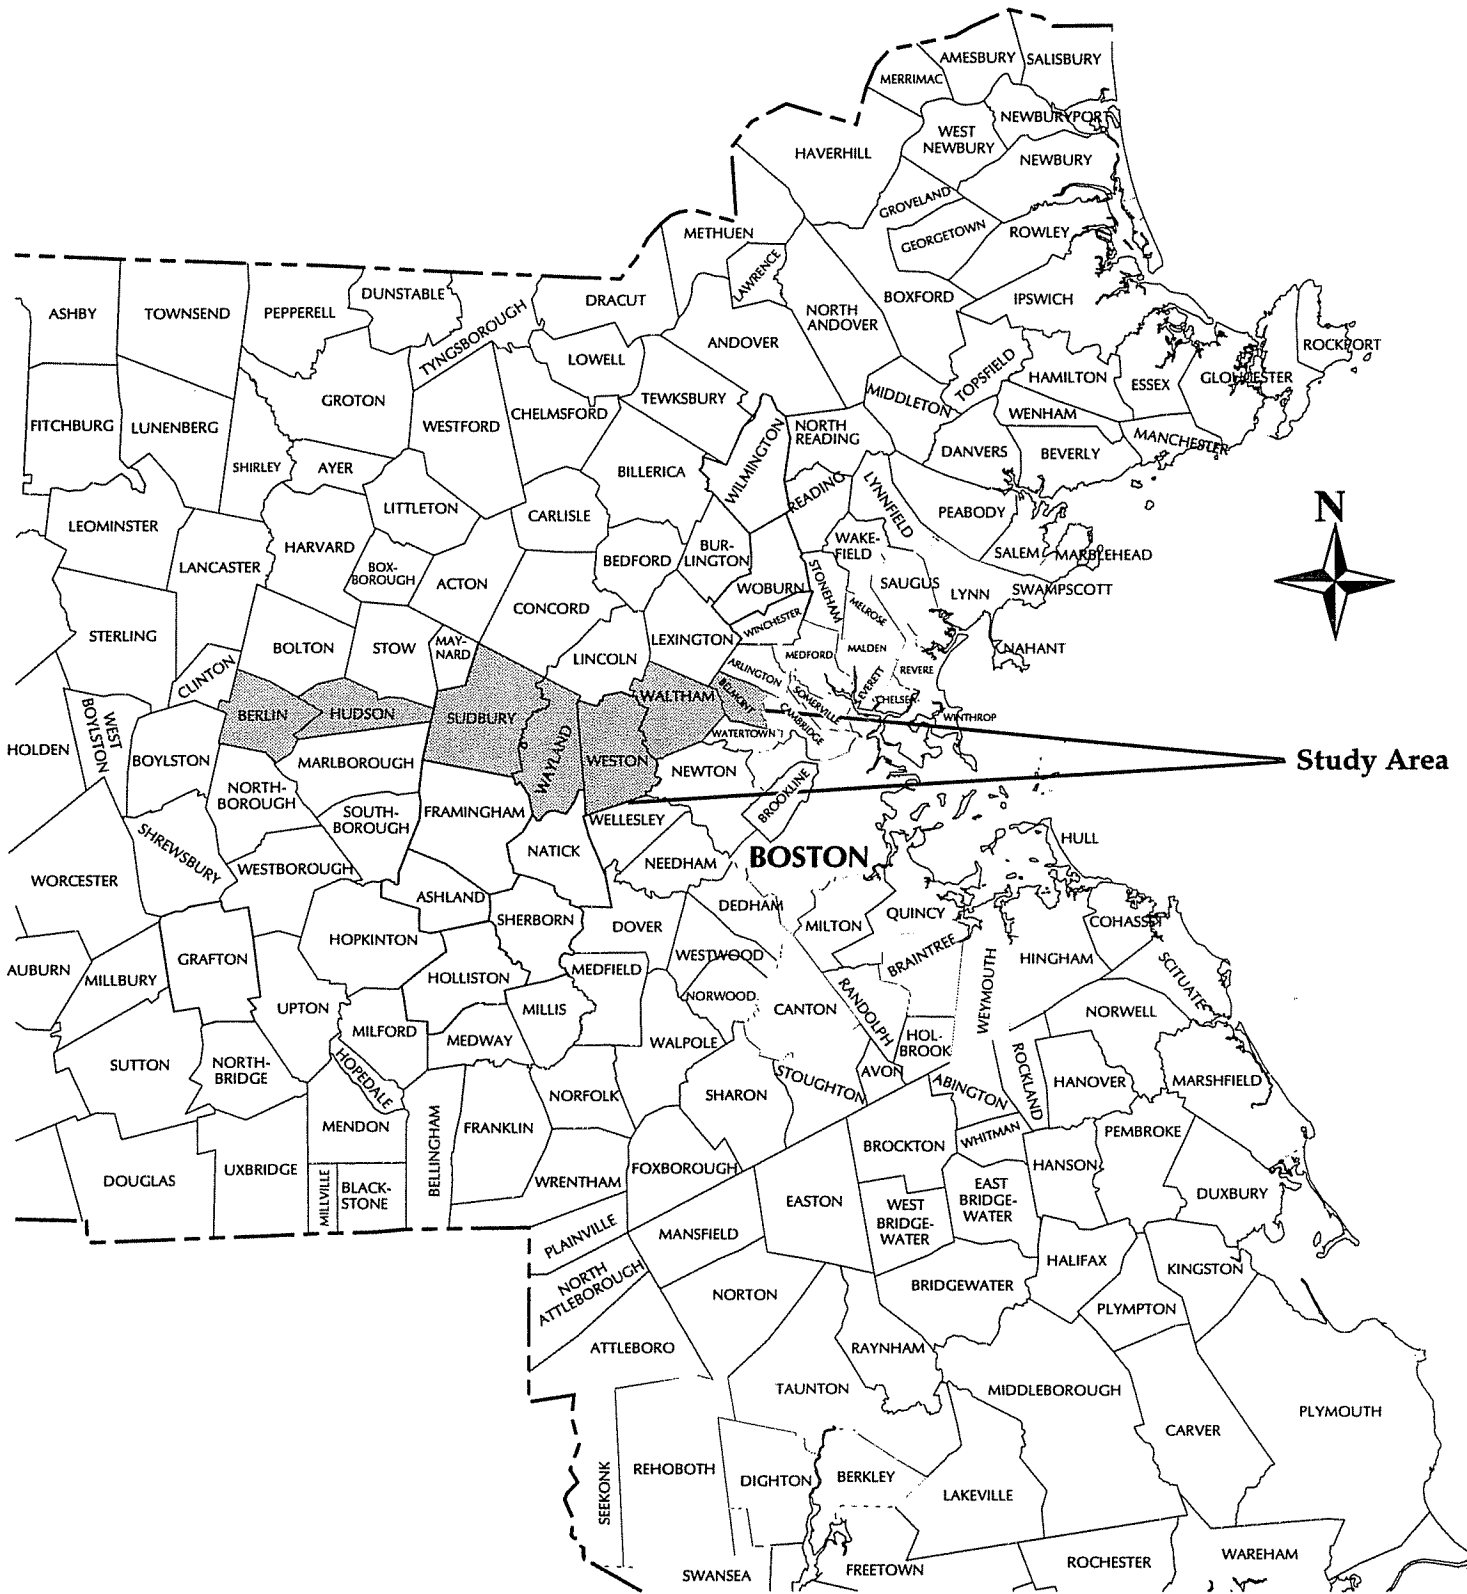 AMESBURY
SALISBURY
MERRIMAC
NEWBURYPORT
WEST
NEWBURY
HAVERHILL
NEWBURY
GROVELAND
METHUEN
GEORGETOWN
ROWLEY
LAWRENCE
DUNSTABLE
DRACUT
BOXFORD
IPSWICH
ASHBY
TOWNSEND
PEPPERELL
TYNGSBOROUGH
NORTH
ANDOVER
ANDOVER
ROCKPORT
LOWELL
TOPSFIELD
HAMILTON
ESSEX
GLOUCESTER
GROTON
TEWKSBURY
MIDDLETON
CHELMSFORD
WENHAM
FITCHBURG
LUNENBERG
WESTFORD
NORTH
READING
MANCHESTER
DANVERS
BEVERLY
SHIRLEY
AYER
BILLERICA
WILMINGTON
READING
LYNNFIELD
LITTLETON
PEABODY
N
LEOMINSTER
CARLISLE
HARVARD
BUR-
LINGTON
WAKE-
FIELD
SALEM
MARBLEHEAD
LANCASTER
BOX-
BOROUGH
ACTON
BEDFORD
WOBURN
STONEHAM
SAUGUS
LYNN
SWAMPSCOTT
CONCORD
MELROSE
STERLING
BOLTON
STOW
MAY-
NARD
LEXINGTON
WINCHESTER
MEDFORD
MALDEN
NAHANT
CLINTON
LINCOLN
ARLINGTON
REVERE
EVERETT
WALTHAM
BELMONT
SOMERVILLE
CHELSEA
WEST
BOYLSTON
BERLIN
HUDSON
SUDBURY
CAMBRIDGE
WINTHROP
HOLDEN
BOYLSTON
MARLBOROUGH
WAYLAND
WESTON
WATERTOWN
NEWTON
Study Area
NORTH-
BOROUGH
BROOKLINE
SOUTH-
BOROUGH
FRAMINGHAM
WELLESLEY
SHREWSBURY
NATICK
NEEDHAM
BOSTON
HULL
WORCESTER
WESTBOROUGH
ASHLAND
SHERBORN
DOVER
DEDHAM
MILTON
QUINCY
COHASSET
HOPKINTON
AUBURN
MILLBURY
GRAFTON
WESTWOOD
BRAINTREE
WEYMOUTH
HINGHAM
SCITUATE
HOLLISTON
MEDFIELD
UPTON
MILLIS
NORWOOD
CANTON
RANDOLPH
NORWELL
MILFORD
MEDWAY
WALPOLE
HOL-
BROOK
SUTTON
NORTH-
BRIDGE
HOPEDALE
AVON
ROCKLAND
STOUGHTON
ABINGTON
HANOVER
MARSHFIELD
NORFOLK
SHARON
MENDON
BELLINGHAM
FRANKLIN
BROCKTON
WHITMAN
PEMBROKE
DOUGLAS
UXBRIDGE
FOXBOROUGH
HANSON
MILLVILLE
BLACK-
STONE
WRENTHAM
EASTON
WEST
BRIDGE-
WATER
EAST
BRIDGE-
WATER
DUXBURY
PLAINVILLE
MANSFIELD
HALIFAX
KINGSTON
NORTH
ATTLEBOROUGH
NORTON
BRIDGEWATER
PLYMPTON
ATTLEBORO
RAYNHAM
TAUNTON
MIDDLEBOROUGH
PLYMOUTH
CARVER
SEEKONK
REHOBOTH
DIGHTON
BERKLEY
LAKEVILLE
SWANSEA
FREETOWN
ROCHESTER
WAREHAM